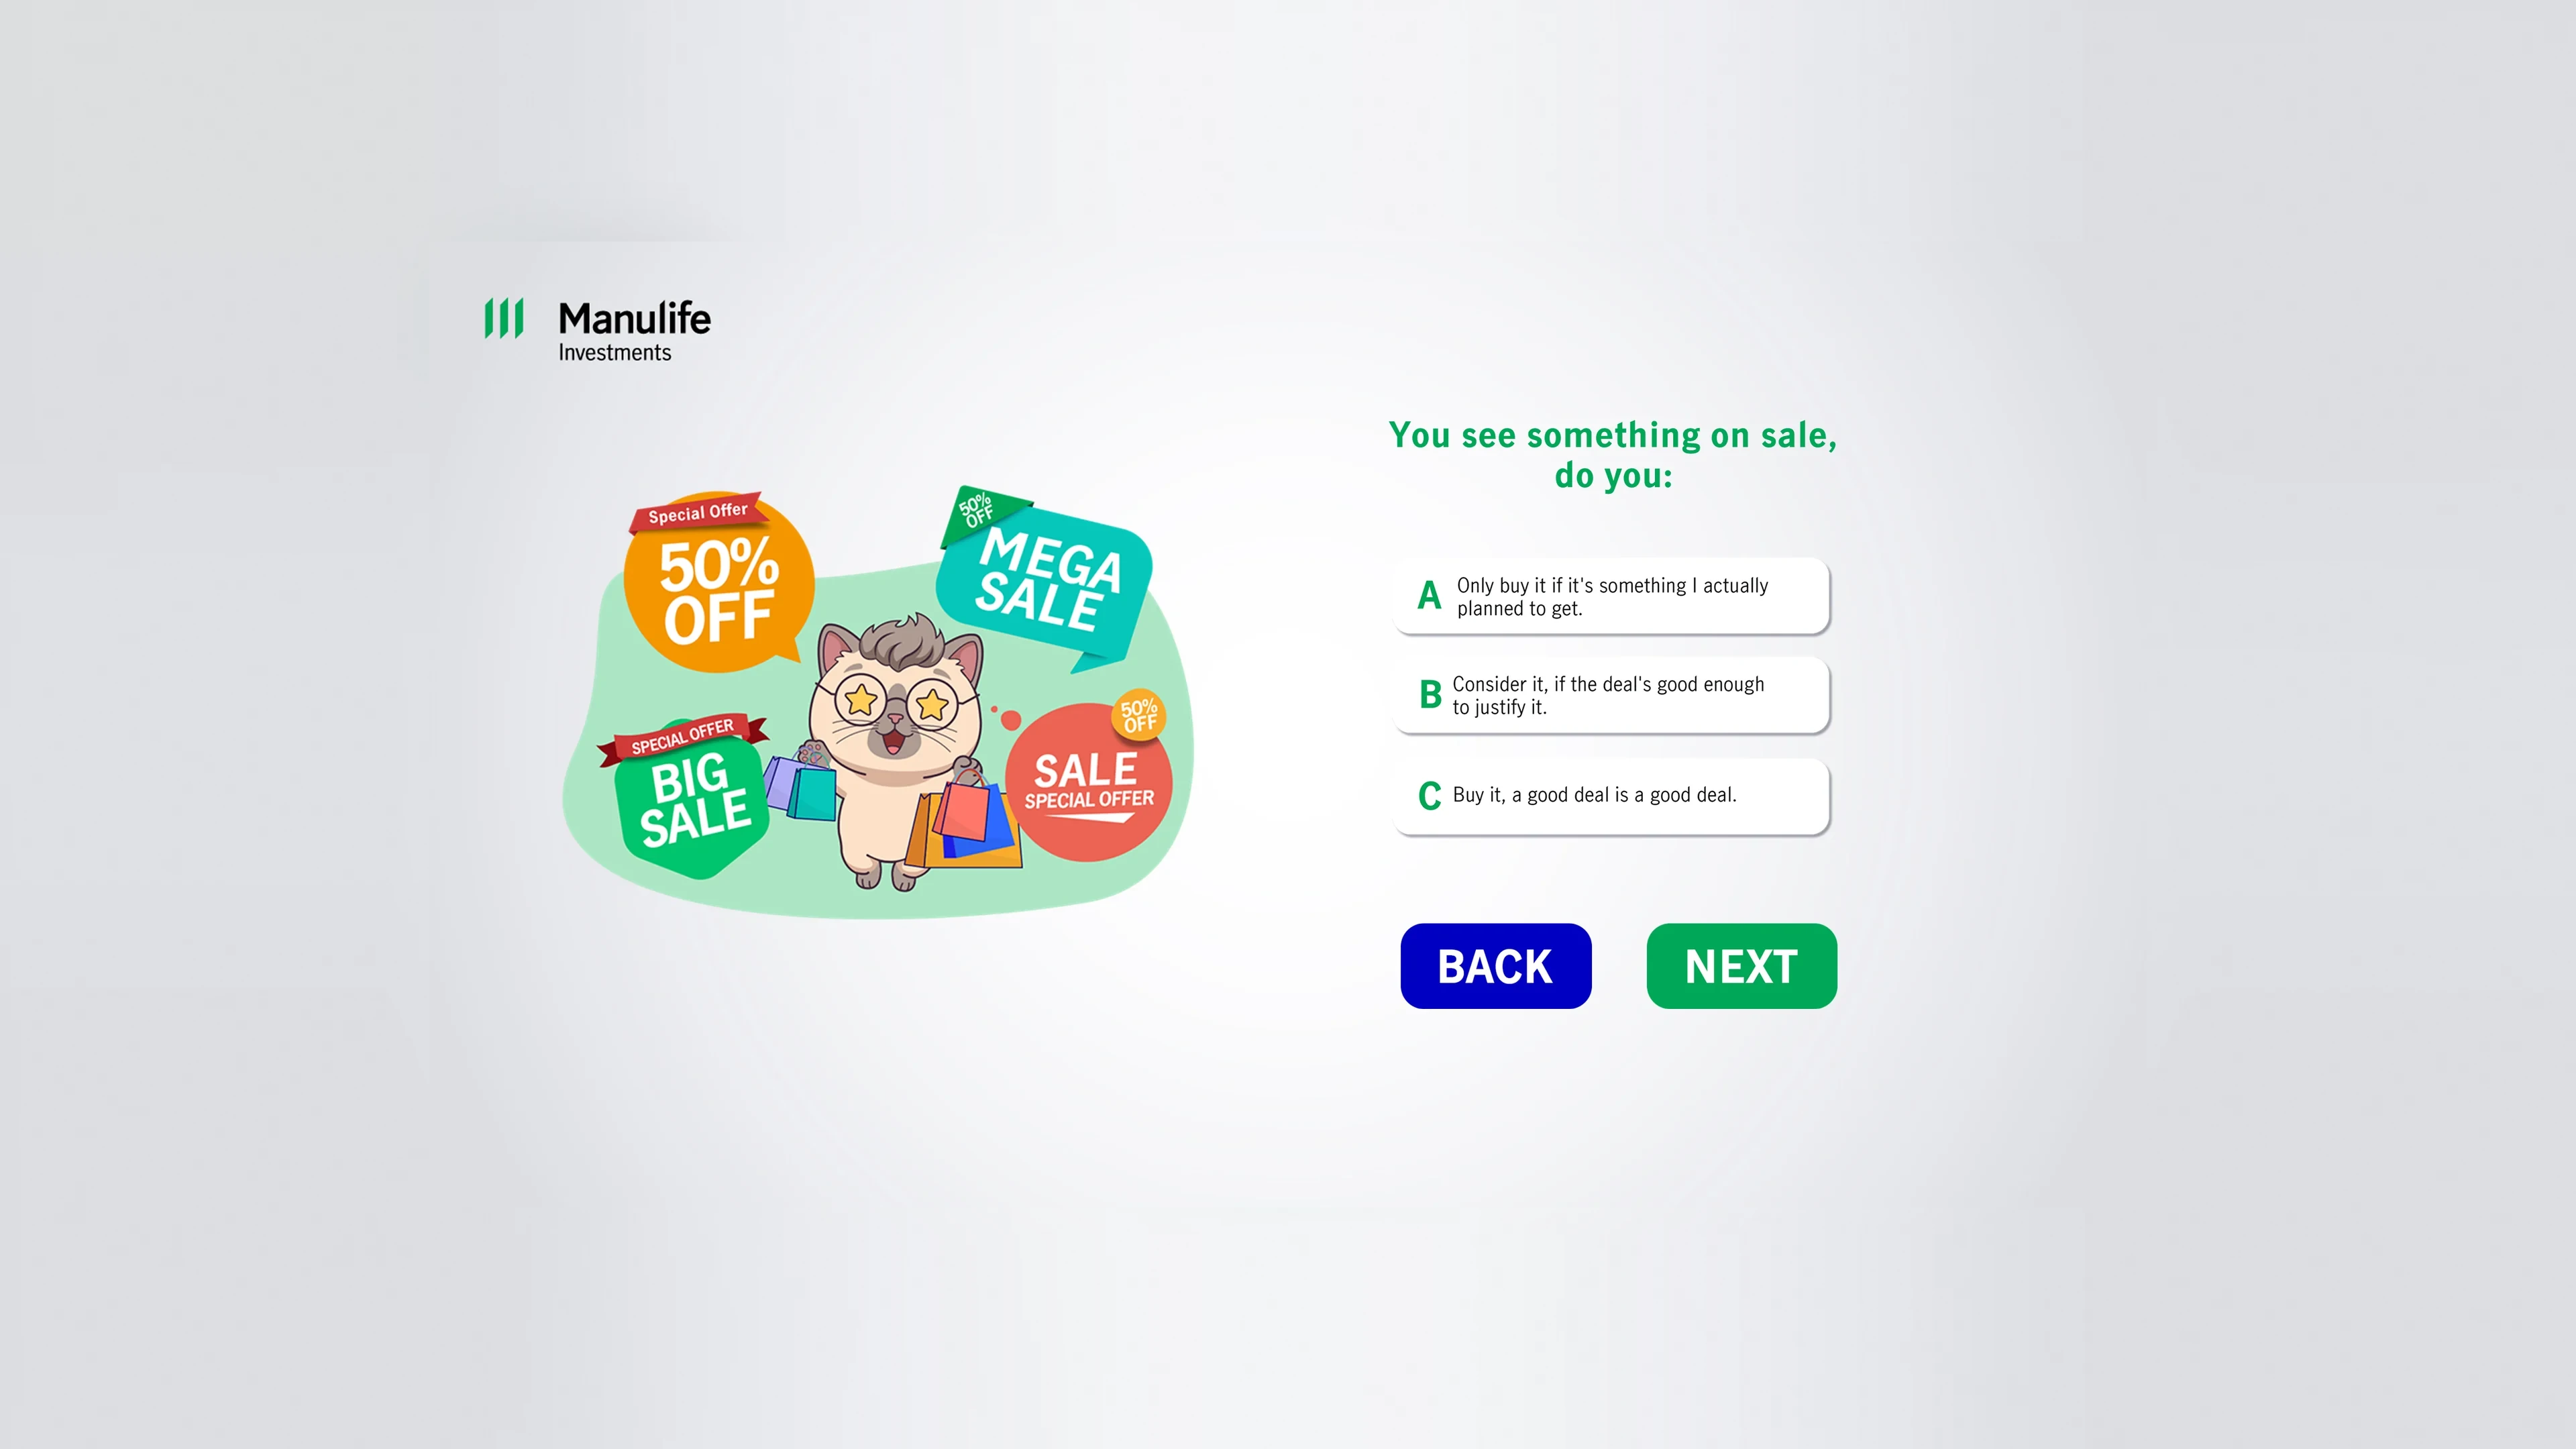 Manulife
Investments
Special Offer
50%
OFF
50%
OFF
MEGA
SALE
SPECIAL OFFER
BIG
SALE
50%
OFF
SALE
SPECIAL OFFER
You see something on sale,
do you:
A Only buy it if it's something I actually
planned to get.
B Consider it, if the deal's good enough
to justify it.
C Buy it, a good deal is a good deal.
BACK
NEXT